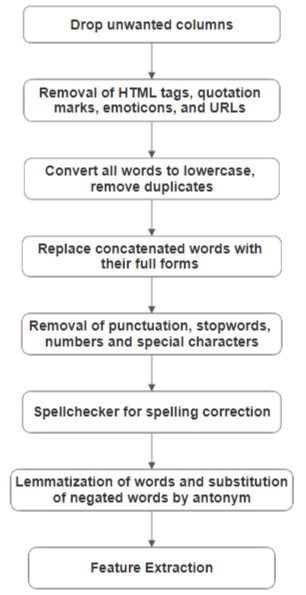 Drop unwanted columns
Removal of HTML tags, quotation
marks, emoticons, and URLs
Convert all words to lowercase,
remove duplicates
Replace concatenated words with
their full forms
Removal of punctuation, stopwords,
numbers and special characters
Spellchecker for spelling correction
Lemmatization of words and substitution
of negated words by antonym
Feature Extraction